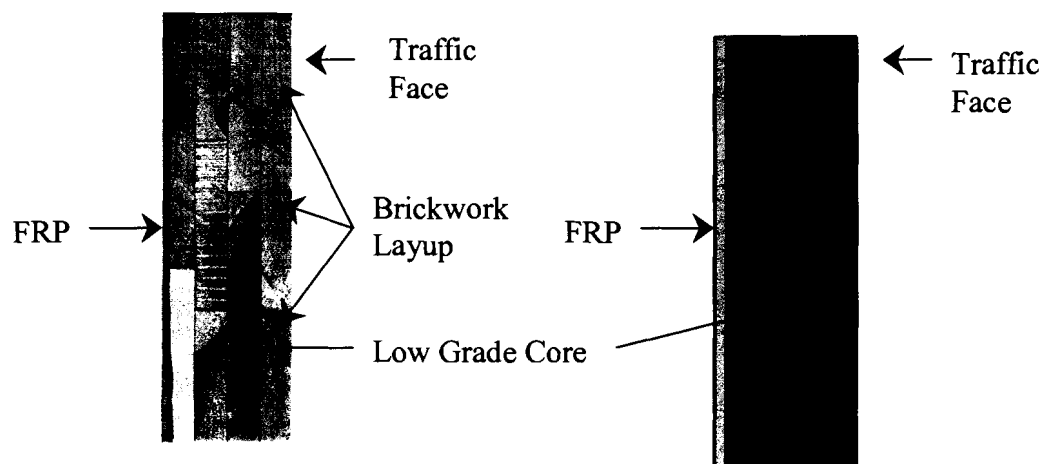 Traffic
Face
FRP
Brickwork
Layup
Low Grade Core
FRP
Traffic
Face